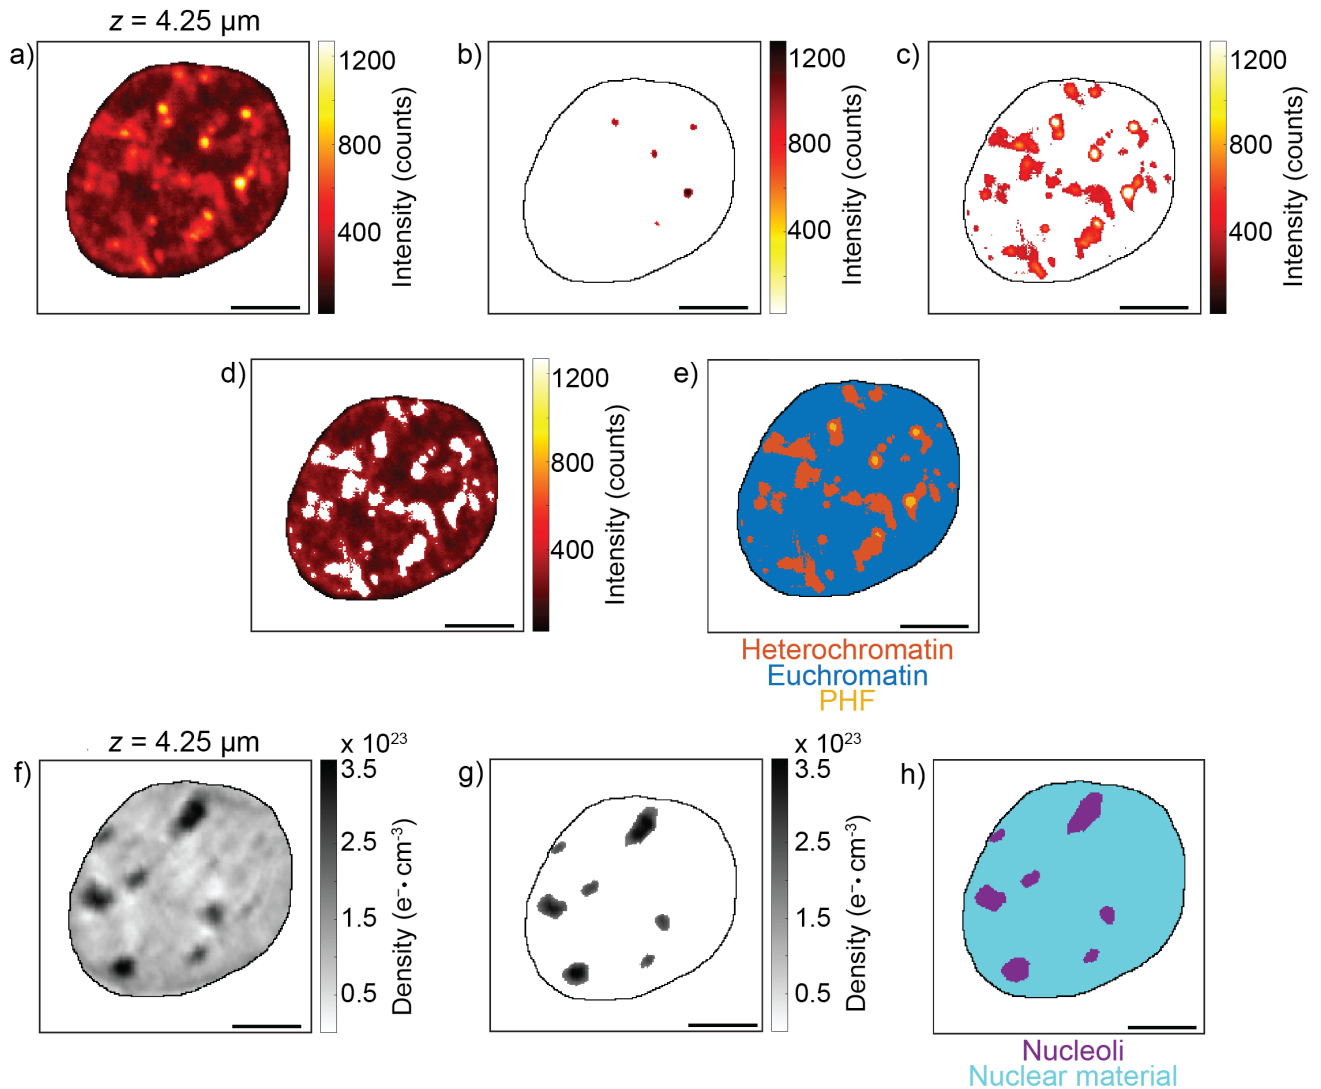 z = 4.25 µm
a)
1200
800
400
Intensity (counts)
b)
1200
800
400
Intensity (counts)
c)
1200
800
400
Intensity (counts)
d)
1200
800
400
Intensity (counts)
e)
Heterochromatin
Euchromatin
PHF
z = 4.25 µm
x 10²³
f)
3.5
2.5
1.5
0.5
Density (e⁻• cm⁻³)
x 10²³
g)
3.5
2.5
1.5
0.5
Density (e⁻• cm⁻³)
h)
Nucleoli
Nuclear material